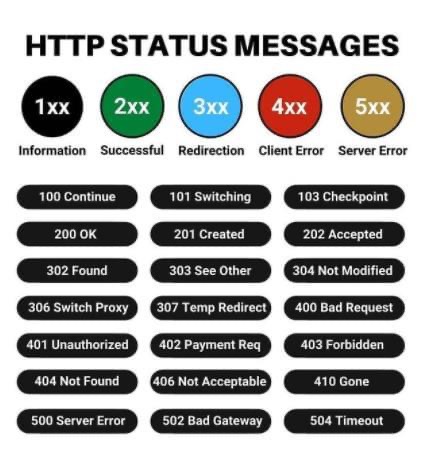 HTTP STATUS MESSAGES
1xx 2xx 3xx 4xx 5xx
Information Successful Redirection Client Error Server Error
100 Continue 101 Switching 103 Checkpoint
200 OK 201 Created 202 Accepted
302 Found 303 See Other 304 Not Modified
306 Switch Proxy 307 Temp Redirect 400 Bad Request
401 Unauthorized 402 Payment Req 403 Forbidden
404 Not Found 406 Not Acceptable 410 Gone
500 Server Error 502 Bad Gateway 504 Timeout